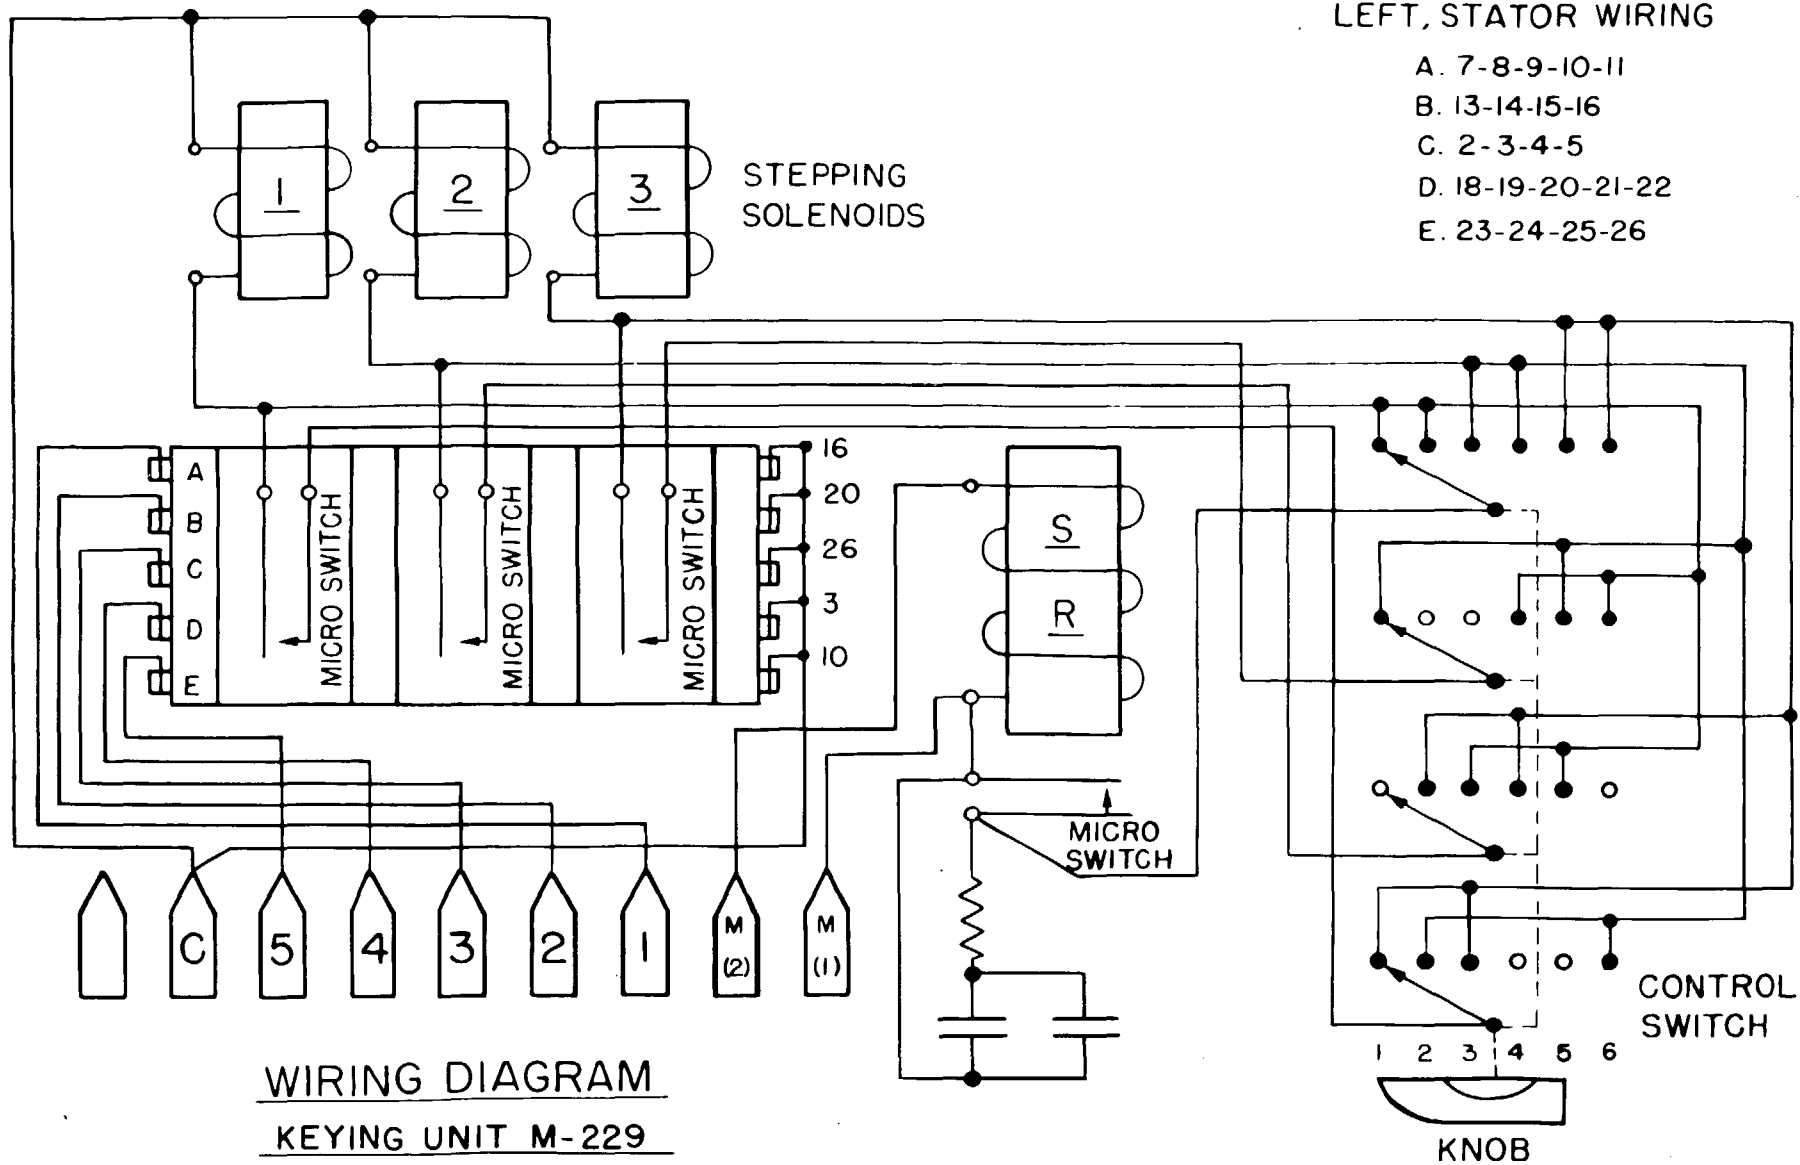 LEFT, STATOR WIRING
A. 7-8-9-10-11
B. 13-14-15-16
C. 2-3-4-5
D. 18-19-20-21-22
E. 23-24-25-26
1
2
3
STEPPING
SOLENOIDS
A
B
C
D
E
MICRO SWITCH
MICRO SWITCH
MICRO SWITCH
16
20
26
3
10
S
R
MICRO
SWITCH
C
5
4
3
2
1
M
(2)
M
(1)
CONTROL
SWITCH
1 2 3 4 5 6
KNOB
WIRING DIAGRAM
KEYING UNIT M-229